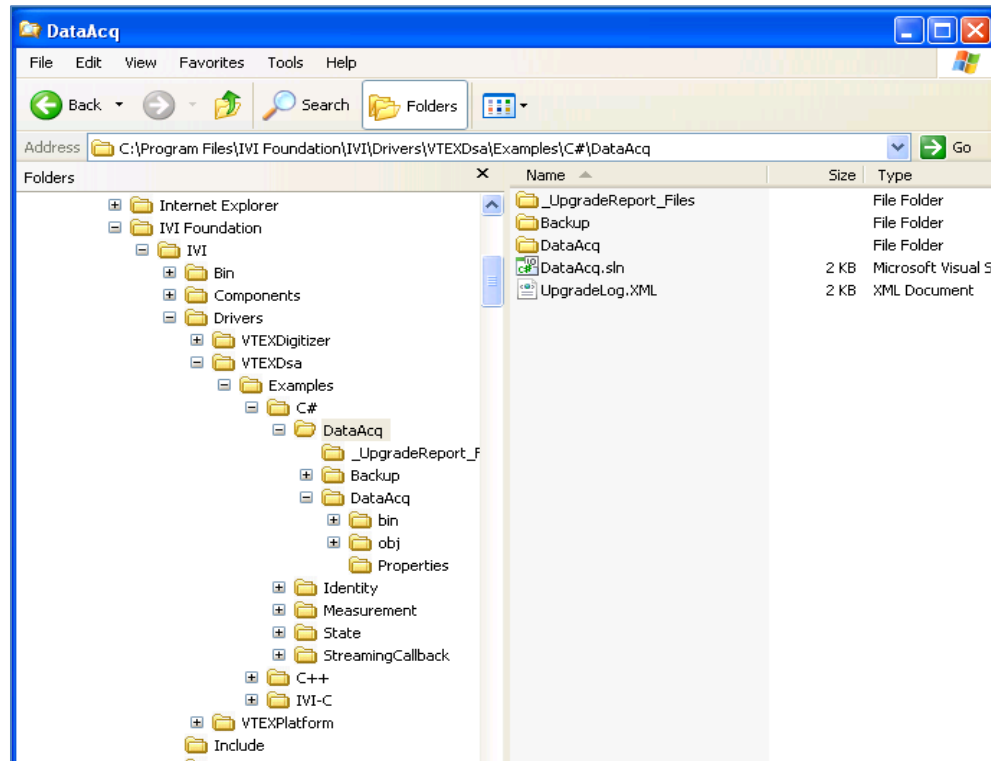 DataAcq
File Edit View Favorites Tools Help
Back Search Folders
Address C:\Program Files\IVI Foundation\IVI\Drivers\VTEXDsa\Examples\C#\DataAcq Go
Folders
Internet Explorer
IVI Foundation
IVI
Bin
Components
Drivers
VTEXDigitizer
VTEXDsa
Examples
C#
DataAcq
_UpgradeReport_F
Backup
DataAcq
bin
obj
Properties
Identity
Measurement
State
StreamingCallback
C++
IVI-C
VTEXPlatform
Include
Name Size Type
_UpgradeReport_Files File Folder
Backup File Folder
DataAcq File Folder
DataAcq.sln 2 KB Microsoft Visual S
UpgradeLog.XML 2 KB XML Document